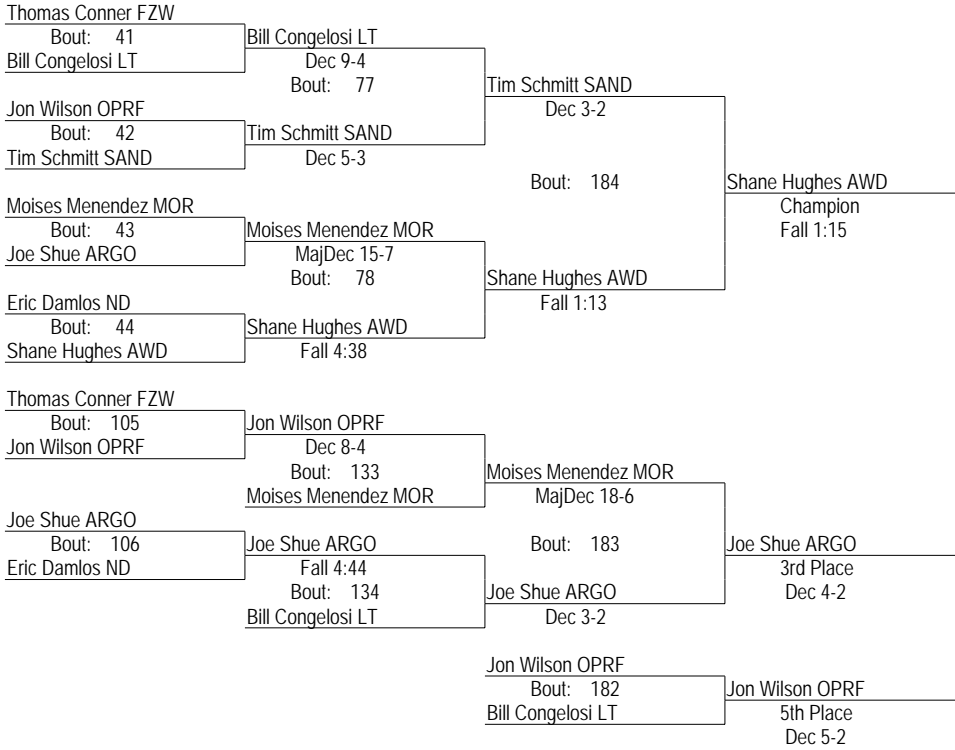 Thomas Conner FZW
Bout: 41
Bill Congelosi LT
Bill Congelosi LT
Dec 9-4
Bout: 77
Jon Wilson OPRF
Bout: 42
Tim Schmitt SAND
Tim Schmitt SAND
Dec 5-3
Tim Schmitt SAND
Dec 3-2
Bout: 184
Moises Menendez MOR
Bout: 43
Joe Shue ARGO
Moises Menendez MOR
MajDec 15-7
Bout: 78
Eric Damlos ND
Bout: 44
Shane Hughes AWD
Shane Hughes AWD
Fall 4:38
Shane Hughes AWD
Fall 1:13
Shane Hughes AWD
Champion
Fall 1:15
Thomas Conner FZW
Bout: 105
Jon Wilson OPRF
Jon Wilson OPRF
Dec 8-4
Bout: 133
Moises Menendez MOR
Moises Menendez MOR
MajDec 18-6
Bout: 183
Joe Shue ARGO
Bout: 106
Eric Damlos ND
Joe Shue ARGO
Fall 4:44
Bout: 134
Bill Congelosi LT
Joe Shue ARGO
Dec 3-2
Joe Shue ARGO
3rd Place
Dec 4-2
Jon Wilson OPRF
Bout: 182
Bill Congelosi LT
Jon Wilson OPRF
5th Place
Dec 5-2